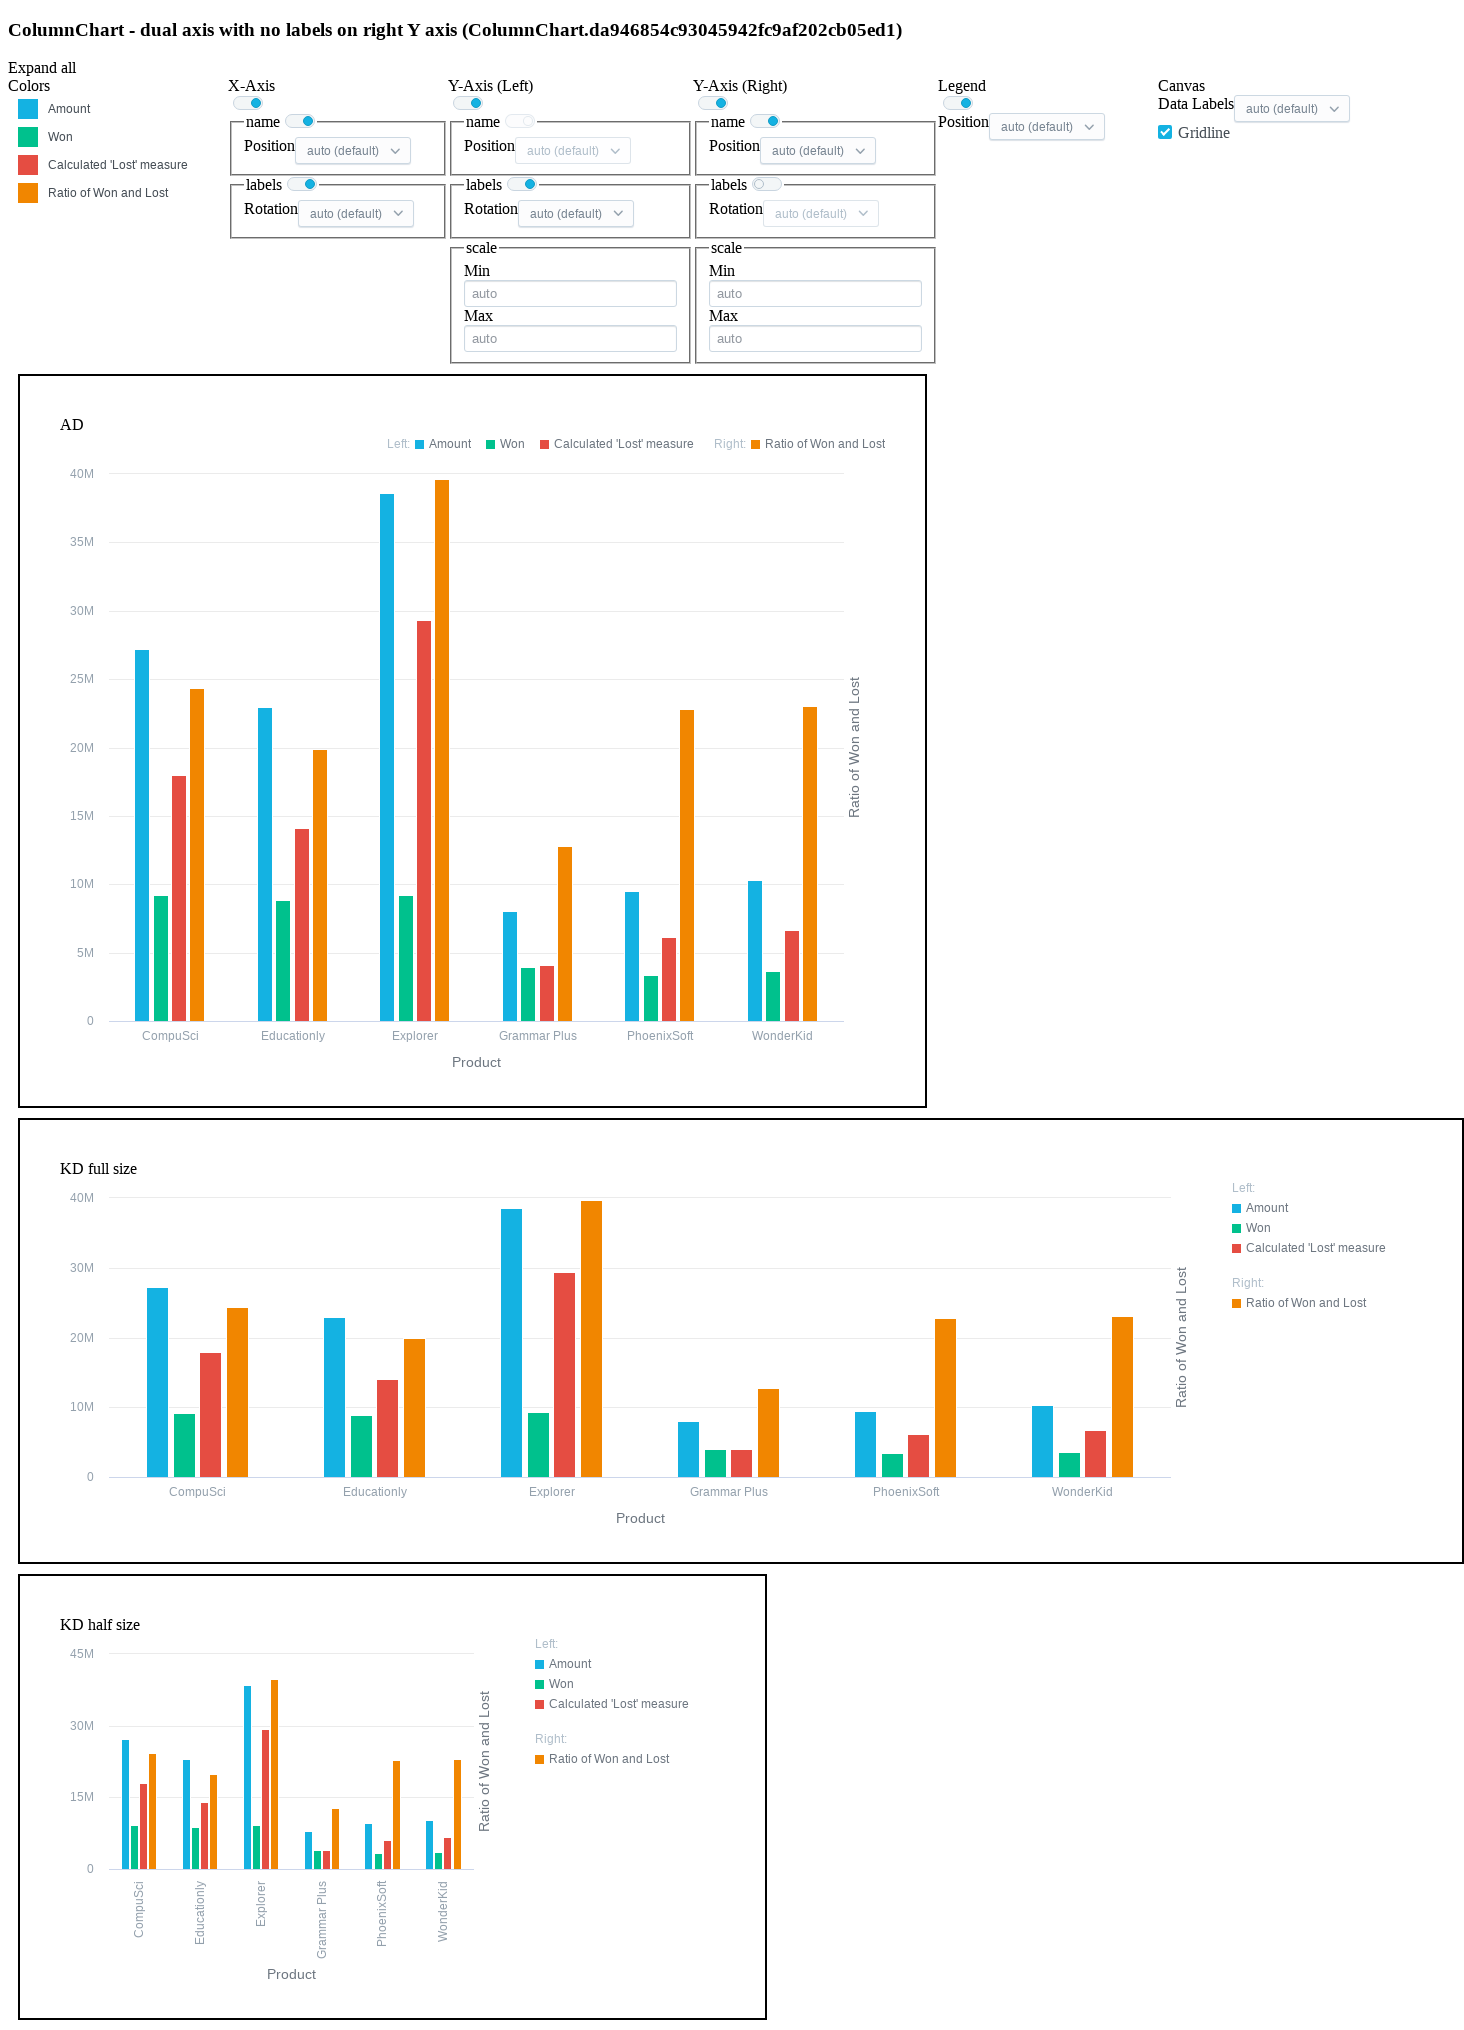 ColumnChart - dual axis with no labels on right Y axis (ColumnChart.da946854c93045942fc9af202cb05ed1)
Expand all
Colors
Amount
Won
Calculated 'Lost' measure
Ratio of Won and Lost
X-Axis
name
Position auto (default)
labels
Rotation auto (default)
Y-Axis (Left)
name
Position auto (default)
labels
Rotation auto (default)
scale
Min
auto
Max
auto
Y-Axis (Right)
name
Position auto (default)
labels
Rotation auto (default)
scale
Min
auto
Max
auto
Legend
Position auto (default)
Canvas
Data Labels auto (default)
Gridline
AD
Left: Amount Won Calculated 'Lost' measure Right: Ratio of Won and Lost
40M
35M
30M
25M
20M
15M
10M
5M
0
Ratio of Won and Lost
CompuSci Educationly Explorer Grammar Plus PhoenixSoft WonderKid
Product
KD full size
40M
30M
20M
10M
0
Ratio of Won and Lost
CompuSci Educationly Explorer Grammar Plus PhoenixSoft WonderKid
Product
Left:
Amount
Won
Calculated 'Lost' measure
Right:
Ratio of Won and Lost
KD half size
45M
30M
15M
0
Ratio of Won and Lost
CompuSci
Educationly
Explorer
Grammar Plus
PhoenixSoft
WonderKid
Product
Left:
Amount
Won
Calculated 'Lost' measure
Right:
Ratio of Won and Lost